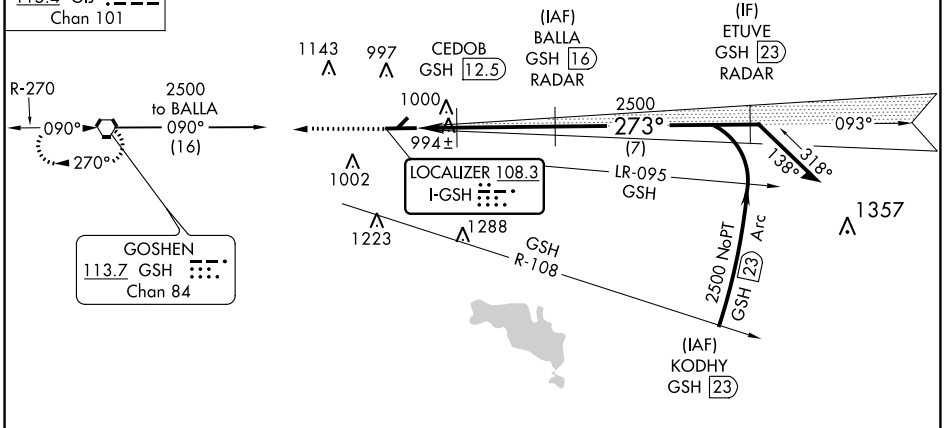 Chan 101
(IAF)
BALLA
GSH 16
RADAR
(IF)
ETUVE
GSH 23
RADAR
1143
997
CEDOB
GSH 12.5
R-270
090°
270°
2500
to BALLA
090°
(16)
1000
994±
2500
273°
(7)
093°
138°
318°
1002
LOCALIZER 108.3
I-GSH
LR-095
GSH
1223
1288
GSH
R-108
2500 NoPT
GSH 23 Arc
1357
GOSHEN
113.7 GSH
Chan 84
(IAF)
KODHY
GSH 23